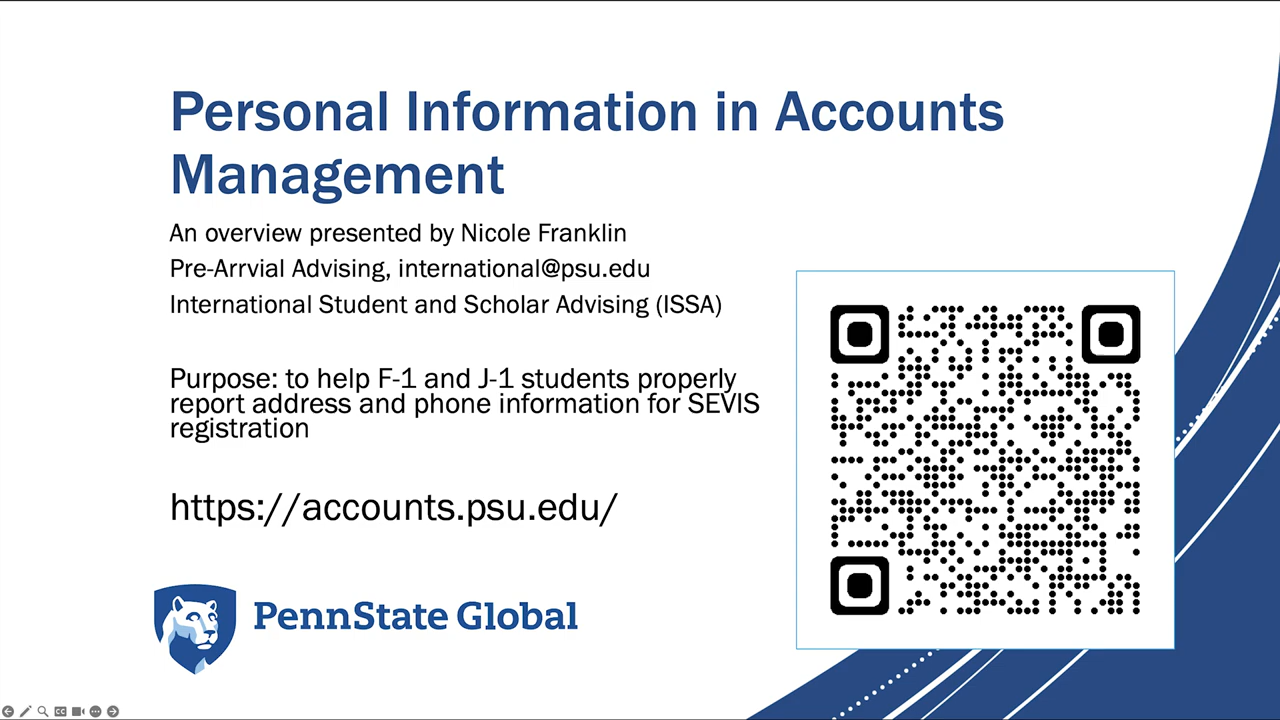 Personal Information in Accounts
Management
An overview presented by Nicole Franklin
Pre-Arrvial Advising, international@psu.edu
International Student and Scholar Advising (ISSA)
Purpose: to help F-1 and J-1 students properly
report address and phone information for SEVIS
registration
https://accounts.psu.edu/
PennState Global